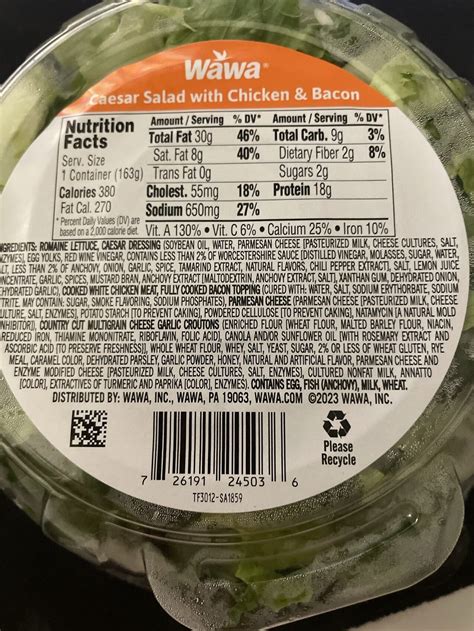 Wawa®
Caesar Salad with Chicken & Bacon
Nutrition Facts
Serv. Size
1 Container (163g)
Calories 380
Fat Cal. 270
* Percent Daily Values (DV) are
based on a 2,000 calorie diet.
Amount / Serving % DV*
Total Fat 30g 46%
Sat. Fat 8g 40%
Trans Fat 0g
Cholest. 55mg 18%
Sodium 650mg 27%
Amount / Serving % DV*
Total Carb. 9g 3%
Dietary Fiber 2g 8%
Sugars 2g
Protein 18g
Vit. A 130% • Vit. C 6% • Calcium 25% • Iron 10%
INGREDIENTS: ROMAINE LETTUCE, CAESAR DRESSING (SOYBEAN OIL, WATER, PARMESAN CHEESE [PASTEURIZED MILK, CHEESE CULTURES, SALT,
ENZYMES], EGG YOLKS, RED WINE VINEGAR, CONTAINS LESS THAN 2% OF WORCESTERSHIRE SAUCE [DISTILLED VINEGAR, MOLASSES, SUGAR, WATER,
SALT, LESS THAN 2% OF ANCHOVY, ONION, GARLIC, SPICE, TAMARIND EXTRACT, NATURAL FLAVORS, CHILI PEPPER EXTRACT], SALT, LEMON JUICE
CONCENTRATE, GARLIC, SPICES, MUSTARD BRAN, ANCHOVY EXTRACT [MALTODEXTRIN, ANCHOVY EXTRACT, SALT], XANTHAN GUM, DEHYDRATED ONION,
DEHYDRATED GARLIC), COOKED WHITE CHICKEN MEAT, FULLY COOKED BACON TOPPING (CURED WITH: WATER, SALT, SODIUM ERYTHORBATE, SODIUM
NITRITE. MAY CONTAIN: SUGAR, SMOKE FLAVORING, SODIUM PHOSPHATES), PARMESAN CHEESE (PARMESAN CHEESE [PASTEURIZED MILK, CHEESE
CULTURE, SALT, ENZYMES], POTATO STARCH [TO PREVENT CAKING], POWDERED CELLULOSE [TO PREVENT CAKING], NATAMYCIN [A NATURAL MOLD
INHIBITOR]), COUNTRY CUT MULTIGRAIN CHEESE GARLIC CROUTONS (ENRICHED FLOUR [WHEAT FLOUR, MALTED BARLEY FLOUR, NIACIN,
REDUCED IRON, THIAMINE MONONITRATE, RIBOFLAVIN, FOLIC ACID], CANOLA AND/OR SUNFLOWER OIL [WITH ROSEMARY EXTRACT AND
ASCORBIC ACID (TO PRESERVE FRESHNESS)], WHOLE WHEAT FLOUR, WHEY, SALT, YEAST, SUGAR, 2% OR LESS OF WHEAT GLUTEN, RYE
MEAL, CARAMEL COLOR, DEHYDRATED PARSLEY, GARLIC POWDER, HONEY, NATURAL AND ARTIFICIAL FLAVOR, PARMESAN CHEESE AND
ENZYME MODIFIED CHEESE [PASTEURIZED MILK, CHEESE CULTURES, SALT, ENZYMES], CULTURED NONFAT MILK, ANNATTO
[COLOR], EXTRACTIVES OF TURMERIC AND PAPRIKA [COLOR], ENZYMES). CONTAINS EGG, FISH (ANCHOVY), MILK, WHEAT.
DISTRIBUTED BY: WAWA, INC., WAWA, PA 19063, WAWA.COM ©2023 WAWA, INC.
Please
Recycle
7 26191 24503 6
TF3012-SA1859